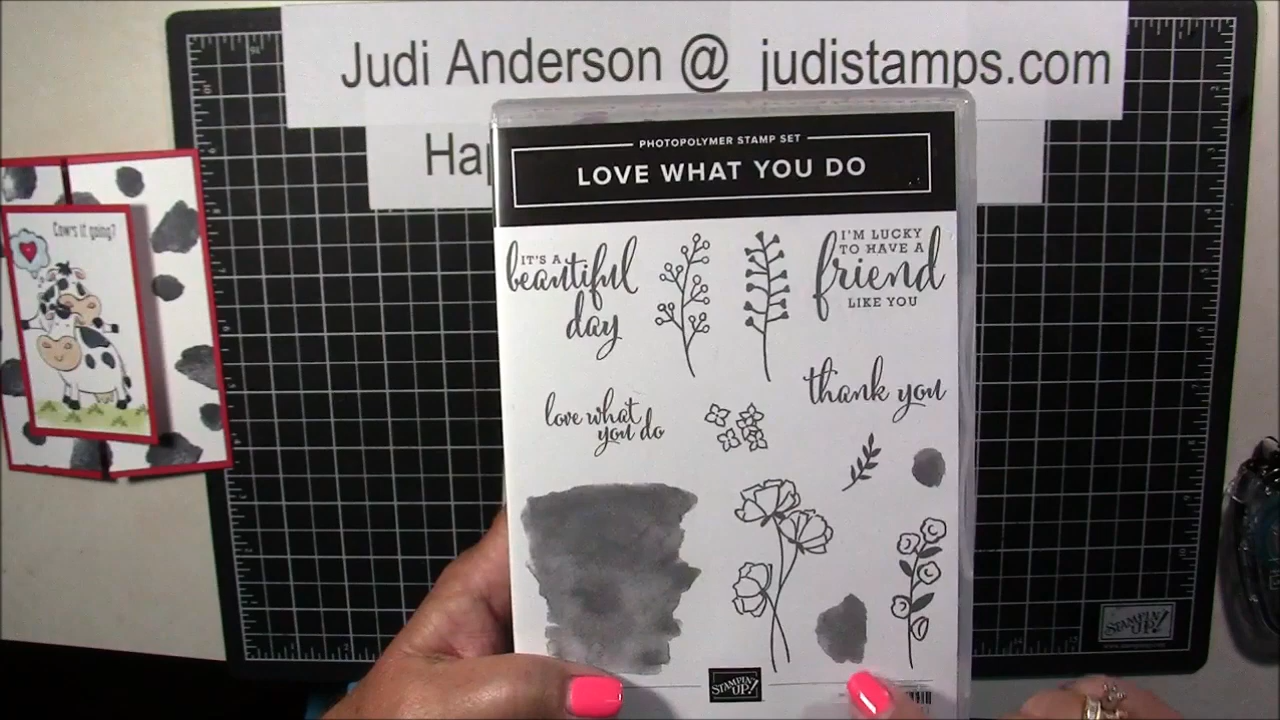 Judi Anderson @ judistamps.com
Hap
PHOTOPOLYMER STAMP SET
LOVE WHAT YOU DO
IT'S A
beautiful
day
I'M LUCKY
TO HAVE A
friend
LIKE YOU
Cow's it going?
thank you
love what
you do
STAMPIN' UP!
STAMPIN' UP!